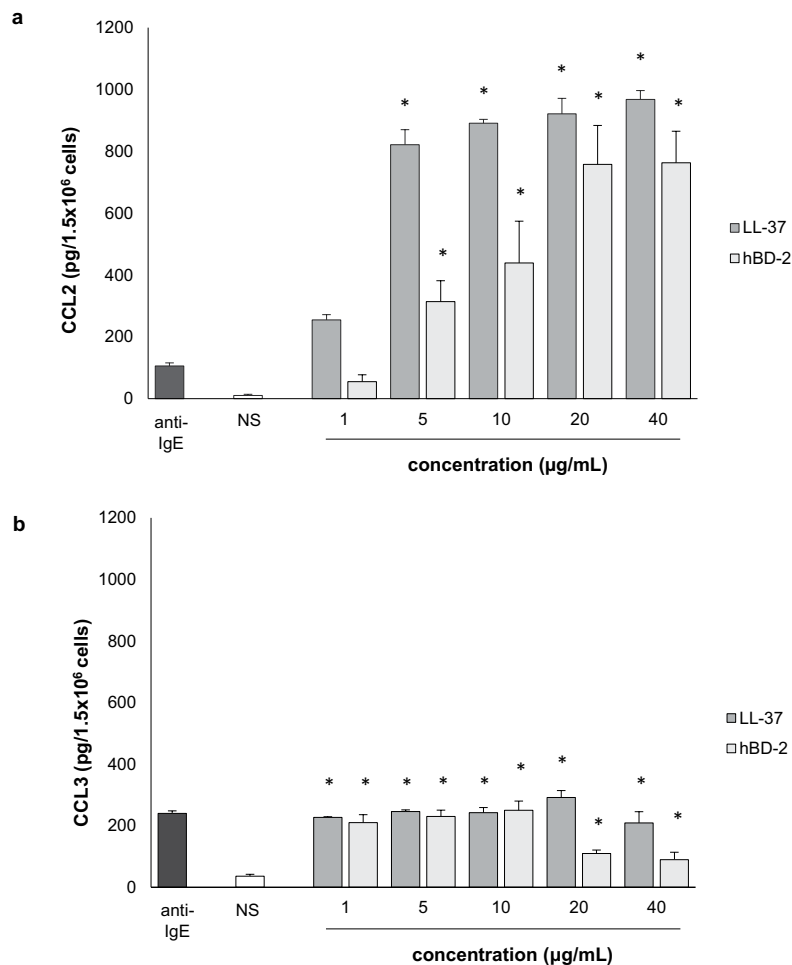 a
CCL2 (pg/1.5x10⁶ cells)
1200
1000
800
600
400
200
0
* * * * * * * *
LL-37
hBD-2
anti-
IgE
NS 1 5 10 20 40
concentration (µg/mL)
b
CCL3 (pg/1.5x10⁶ cells)
1200
1000
800
600
400
200
0
* * * * * * * * * *
LL-37
hBD-2
anti-
IgE
NS 1 5 10 20 40
concentration (µg/mL)